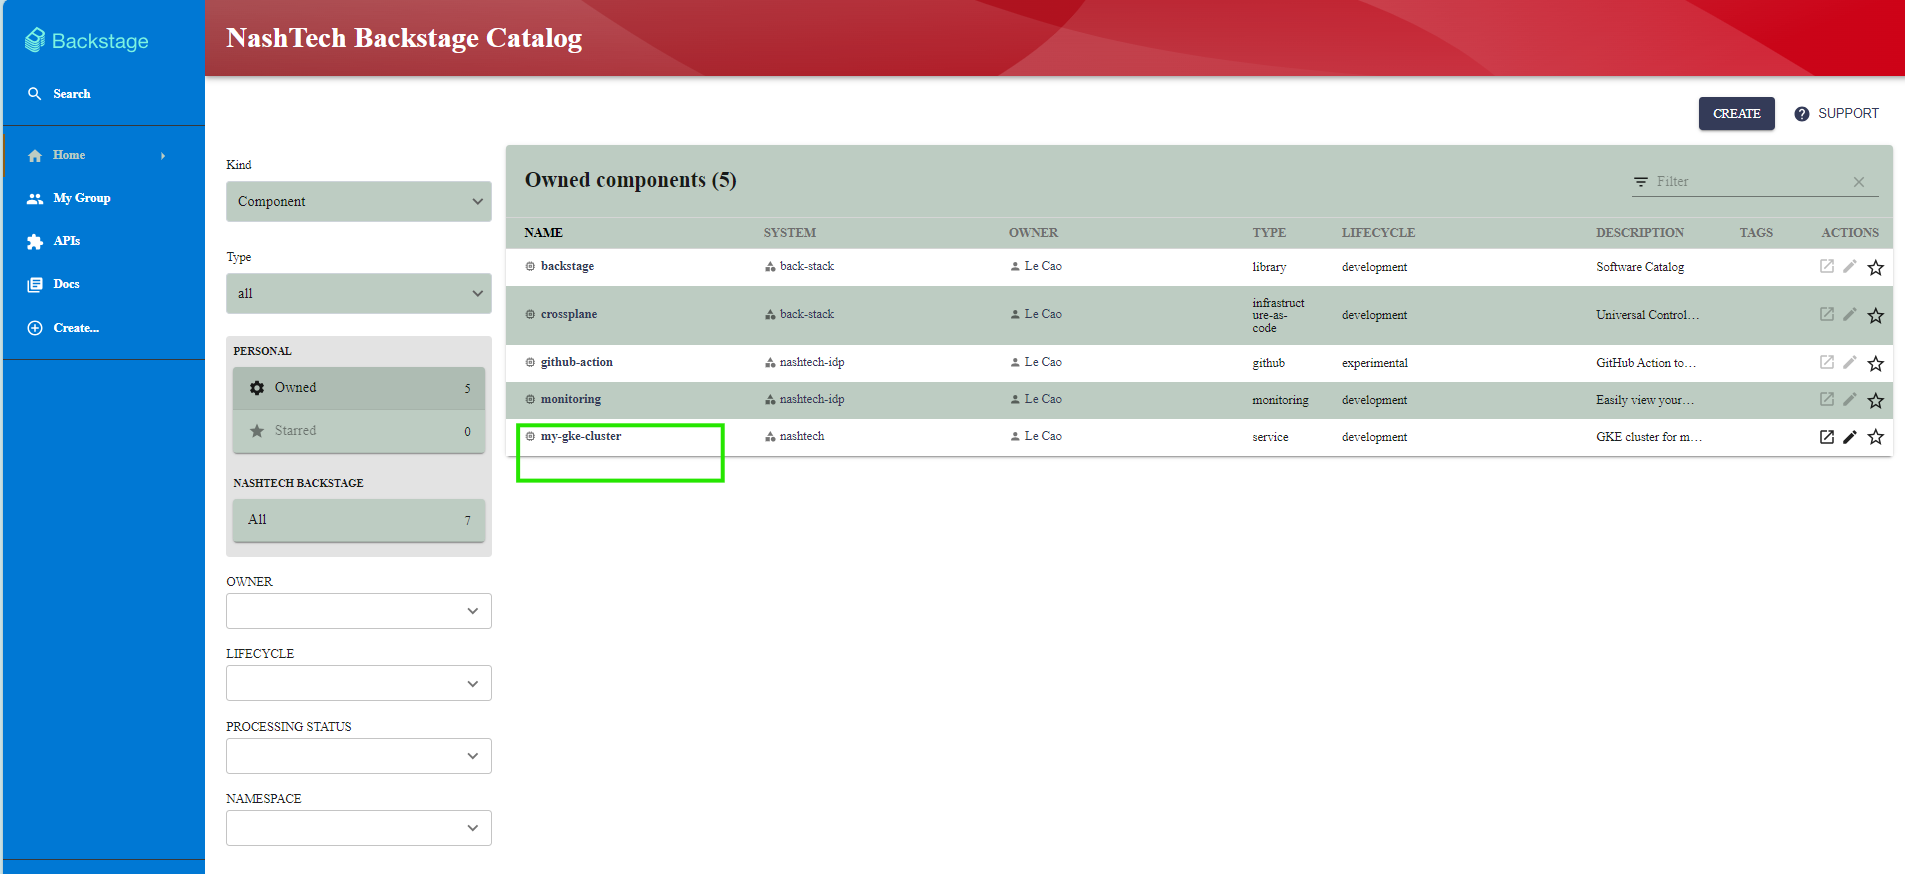 Backstage
Search
Home
My Group
APIs
Docs
Create...
NashTech Backstage Catalog
CREATE
SUPPORT
Kind
Component
Type
all
PERSONAL
Owned 5
Starred 0
NASHTECH BACKSTAGE
All 7
OWNER
LIFECYCLE
PROCESSING STATUS
NAMESPACE
Owned components (5)
Filter
NAME SYSTEM OWNER TYPE LIFECYCLE DESCRIPTION TAGS ACTIONS
backstage back-stack Le Cao library development Software Catalog
crossplane back-stack Le Cao infrastruct
ure-as-
code development Universal Control…
github-action nashtech-idp Le Cao github experimental GitHub Action to…
monitoring nashtech-idp Le Cao monitoring development Easily view your…
my-gke-cluster nashtech Le Cao service development GKE cluster for m…